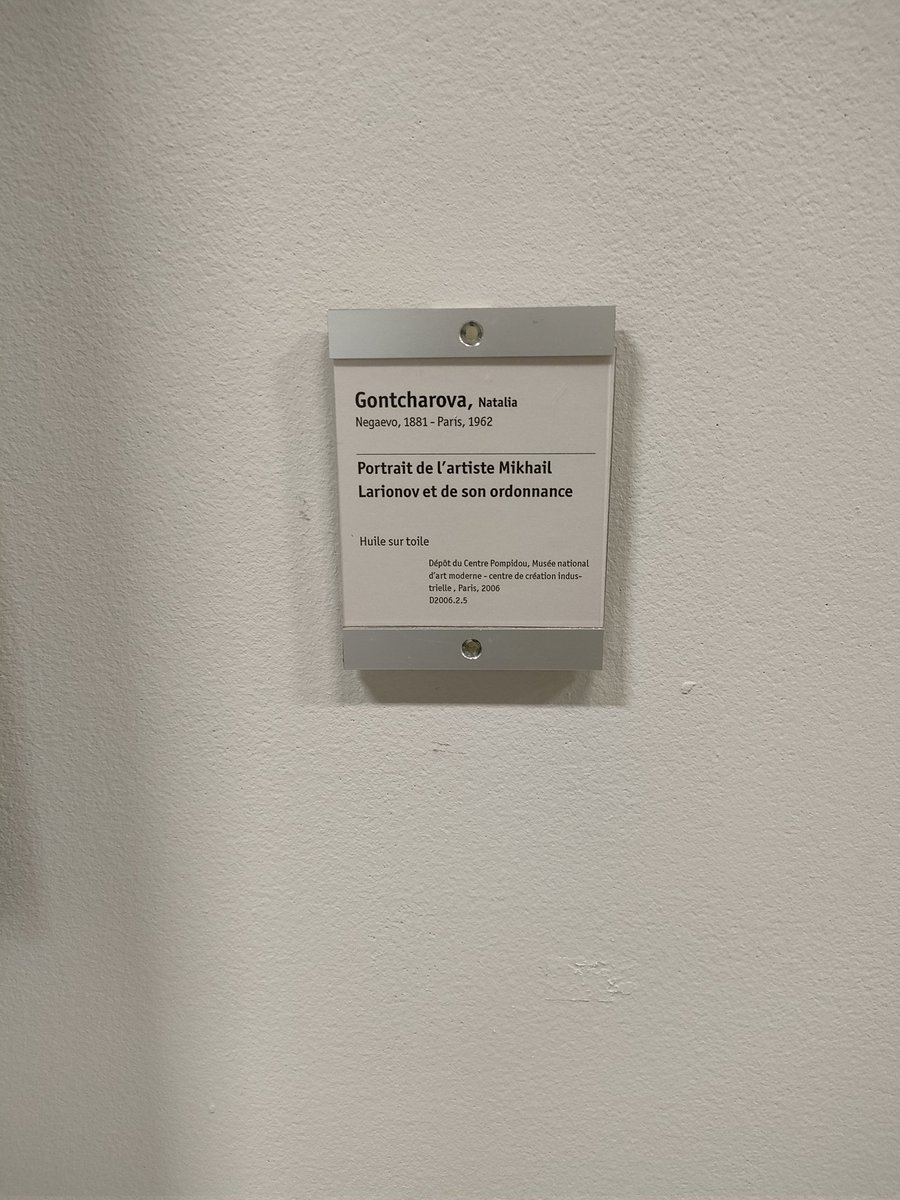 Gontcharova, Natalia
Negaevo, 1881 - Paris, 1962
Portrait de l'artiste Mikhail
Larionov et de son ordonnance
Huile sur toile
Dépôt du Centre Pompidou, Musée national
d'art moderne - centre de création indus-
trielle , Paris, 2006
D2006.2.5